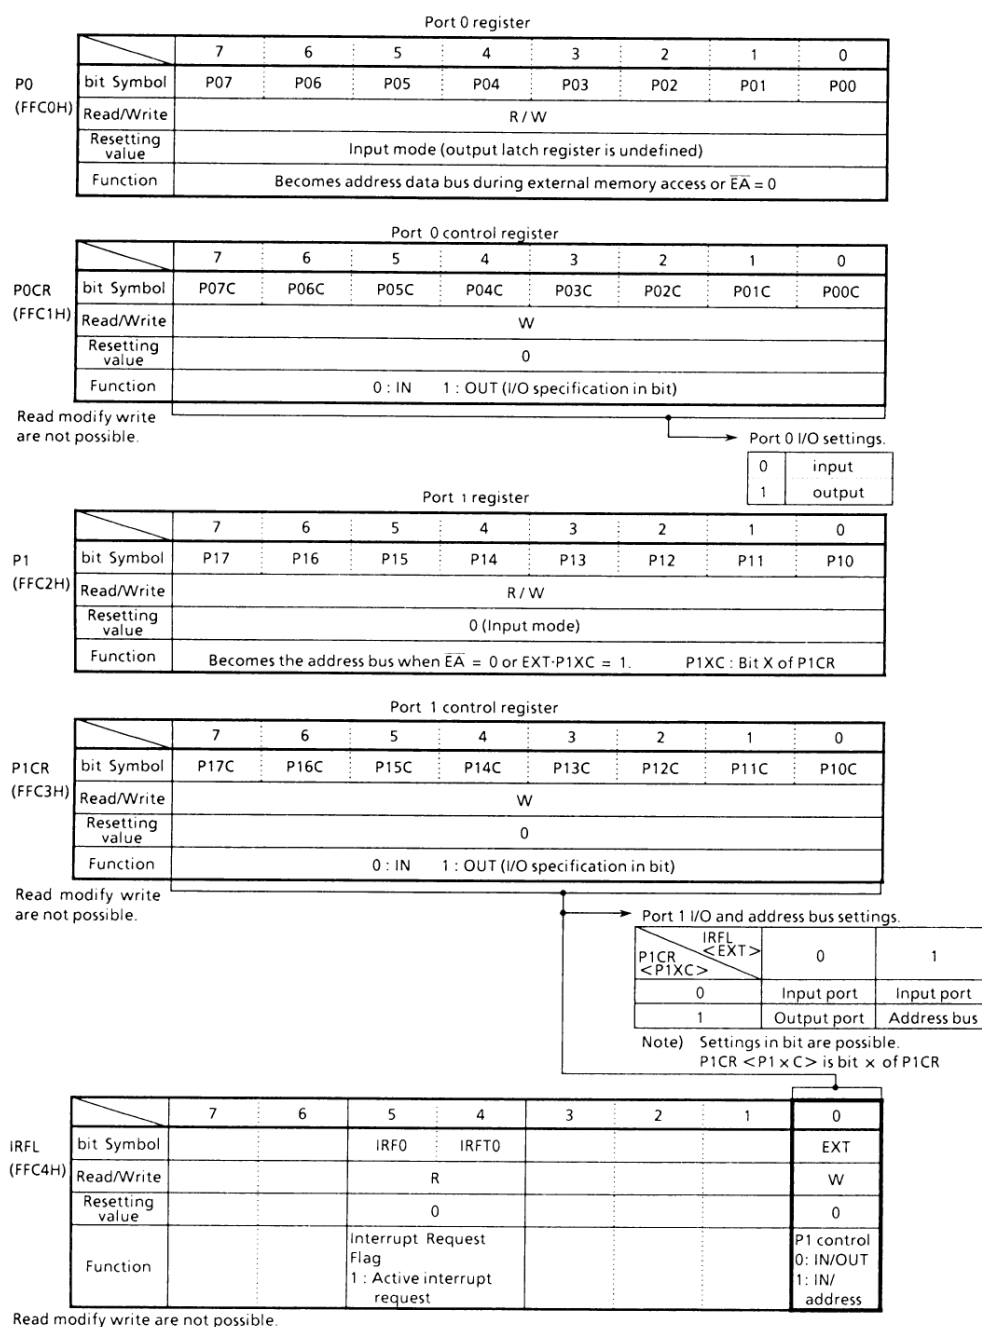 Port 0 register
7 6 5 4 3 2 1 0
P0
(FFC0H)
bit Symbol P07 P06 P05 P04 P03 P02 P01 P00
Read/Write R / W
Resetting
value
Input mode (output latch register is undefined)
Function Becomes address data bus during external memory access or E̅A̅ = 0
Port 0 control register
7 6 5 4 3 2 1 0
P0CR
(FFC1H)
bit Symbol P07C P06C P05C P04C P03C P02C P01C P00C
Read/Write W
Resetting
value
0
Function 0 : IN 1 : OUT (I/O specification in bit)
Read modify write
are not possible.
Port 0 I/O settings.
0 input
1 output
Port 1 register
7 6 5 4 3 2 1 0
P1
(FFC2H)
bit Symbol P17 P16 P15 P14 P13 P12 P11 P10
Read/Write R / W
Resetting
value
0 (Input mode)
Function Becomes the address bus when E̅A̅ = 0 or EXT·P1XC = 1. P1XC : Bit X of P1CR
Port 1 control register
7 6 5 4 3 2 1 0
P1CR
(FFC3H)
bit Symbol P17C P16C P15C P14C P13C P12C P11C P10C
Read/Write W
Resetting
value
0
Function 0 : IN 1 : OUT (I/O specification in bit)
Read modify write
are not possible.
Port 1 I/O and address bus settings.
IRFL
<EXT>
P1CR
<P1XC>
0 1
0 Input port Input port
1 Output port Address bus
Note) Settings in bit are possible.
P1CR <P1 x C> is bit x of P1CR
7 6 5 4 3 2 1 0
IRFL
(FFC4H)
bit Symbol IRF0 IRFT0 EXT
Read/Write R W
Resetting
value
0 0
Function
Interrupt Request
Flag
1 : Active interrupt
request
P1 control
0: IN/OUT
1: IN/
address
Read modify write are not possible.